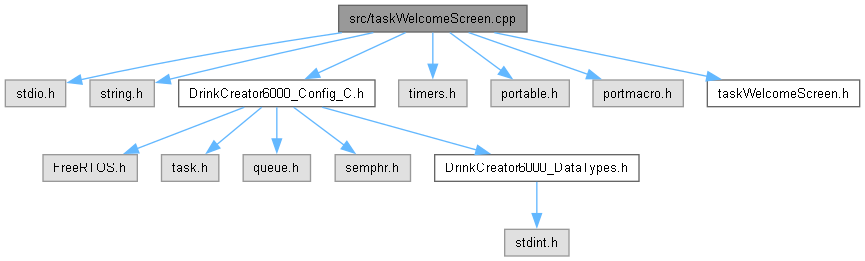 src/taskWelcomeScreen.cpp
stdio.h
string.h
DrinkCreator6000_Config_C.h
timers.h
portable.h
portmacro.h
taskWelcomeScreen.h
FreeRTOS.h
task.h
queue.h
semphr.h
DrinkCreator6000_DataTypes.h
stdint.h